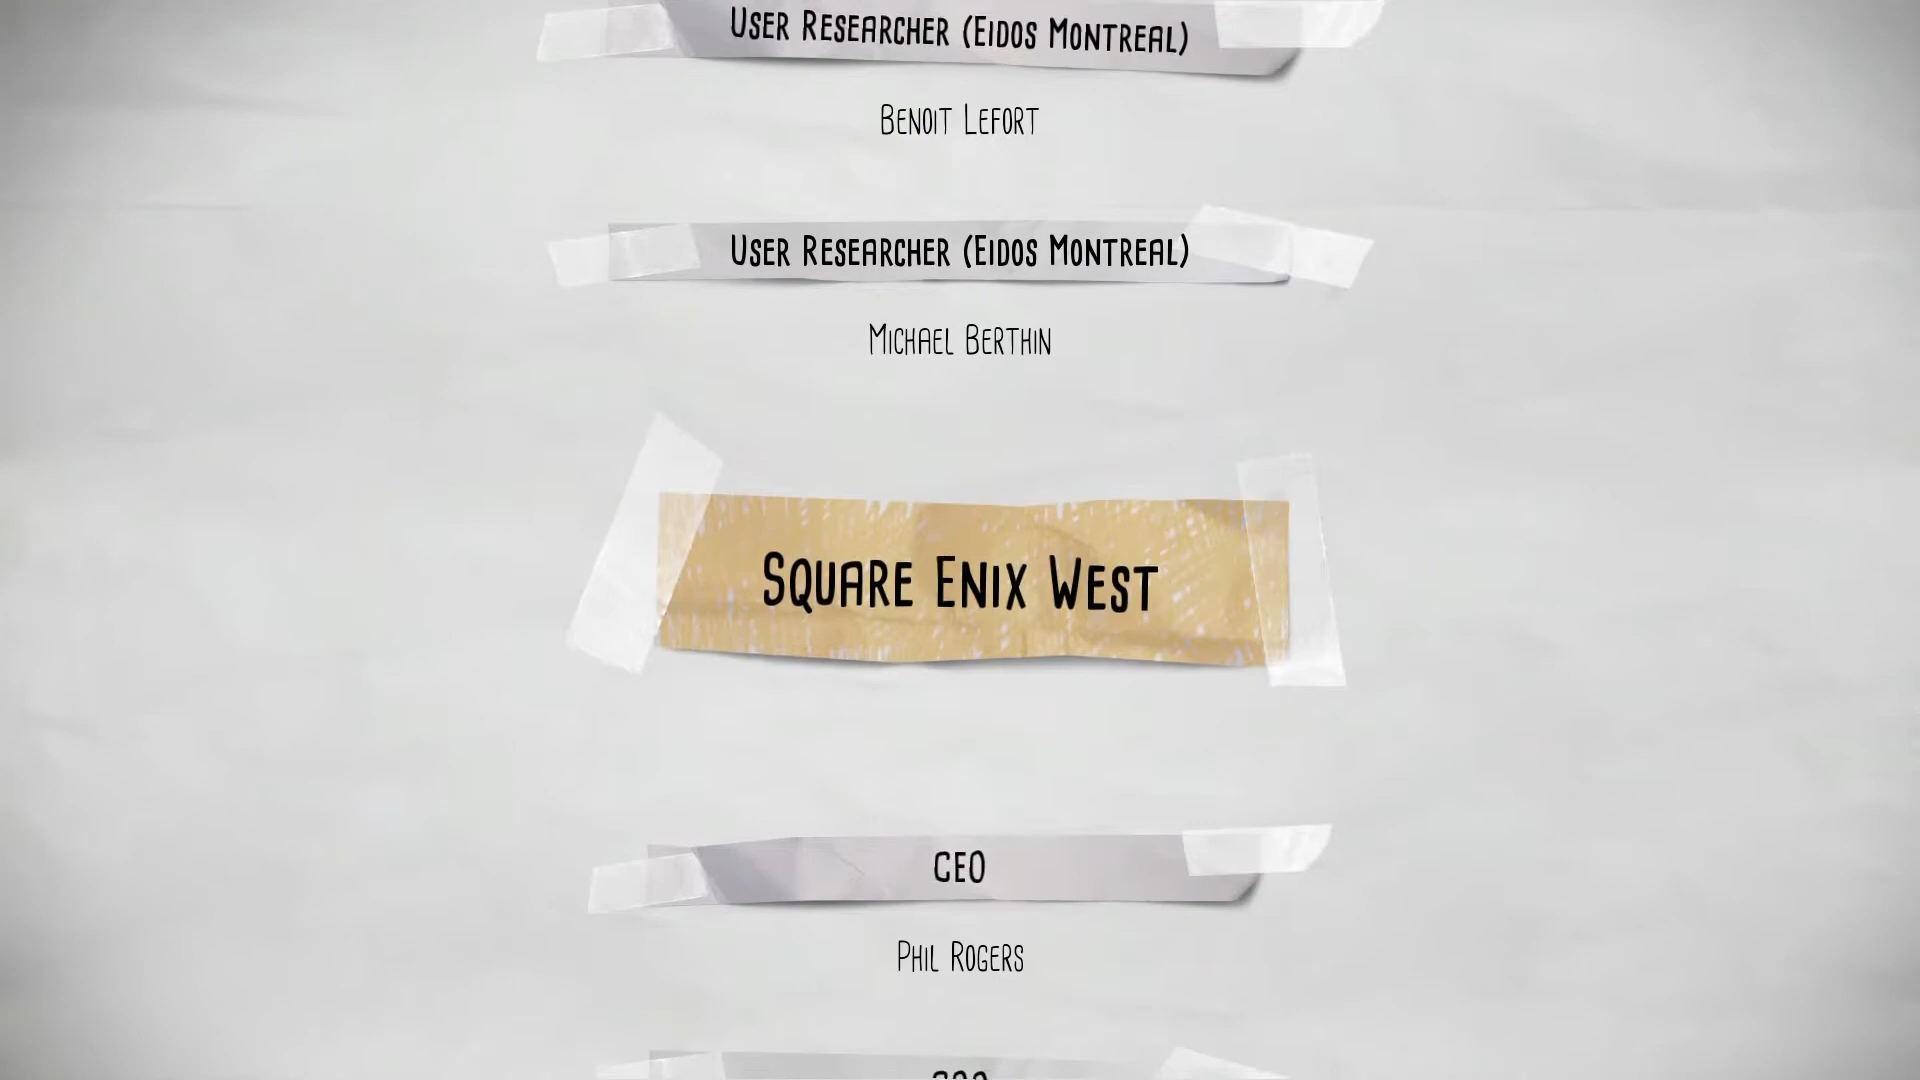 User Researcher (Eidos Montreal)
Benoit Lefort
User Researcher (Eidos Montreal)
Michael Berthin
Square Enix West
CEO
Phil Rogers